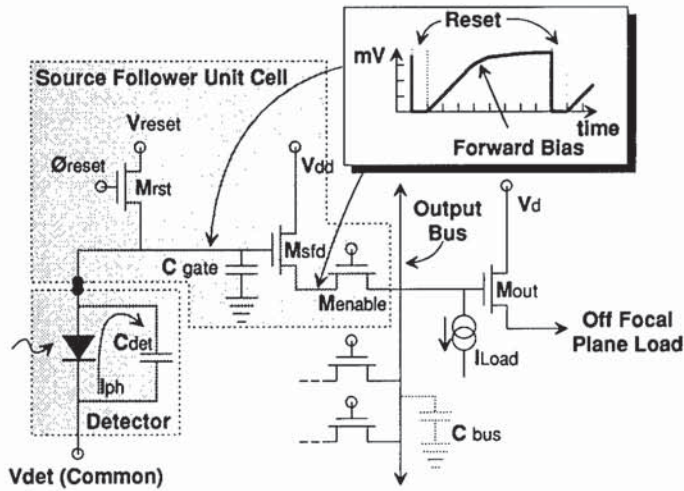 Reset
mV
time
Forward Bias
Source Follower Unit Cell
Vreset
Øreset
Mrst
Vdd
Msfd
C gate
Menable
Output
Bus
Vd
Mout
Off Focal
Plane Load
ILoad
C bus
Cdet
Iph
Detector
Vdet (Common)